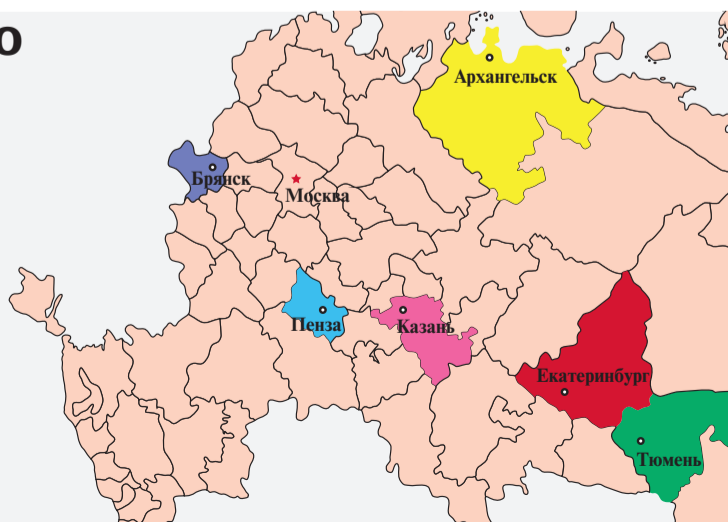 о
Архангельск
Брянск
Москва
Пенза
Казань
Екатеринбург
Тюмень